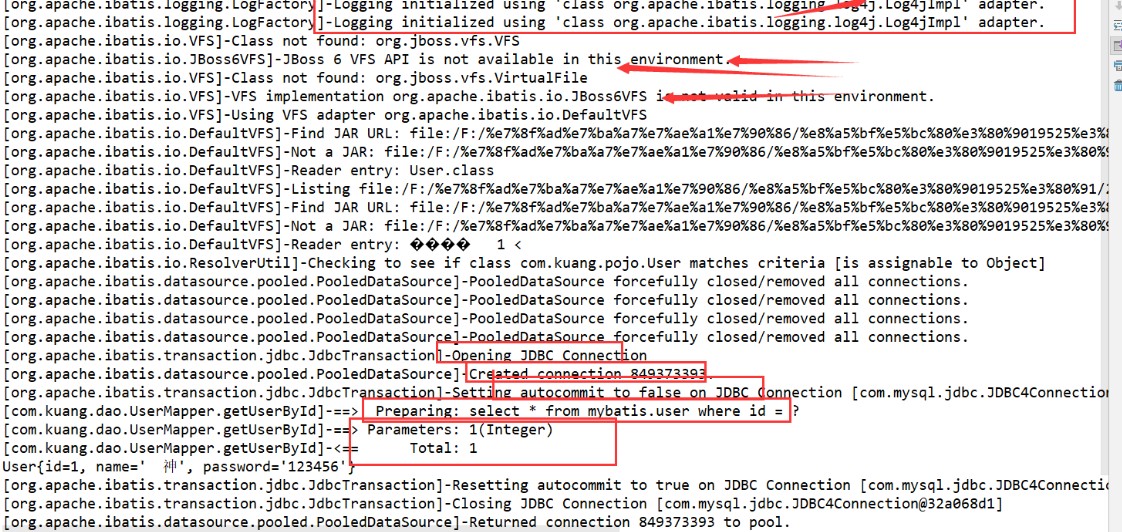 [org.apache.ibatis.logging.LogFactory]-Logging initialized using 'class org.apache.ibatis.logging.log4j.Log4jImpl' adapter.
[org.apache.ibatis.logging.LogFactory]-Logging initialized using 'class org.apache.ibatis.logging.log4j.Log4jImpl' adapter.
[org.apache.ibatis.io.VFS]-Class not found: org.jboss.vfs.VFS
[org.apache.ibatis.io.JBoss6VFS]-JBoss 6 VFS API is not available in this environment.
[org.apache.ibatis.io.VFS]-Class not found: org.jboss.vfs.VirtualFile
[org.apache.ibatis.io.VFS]-VFS implementation org.apache.ibatis.io.JBoss6VFS is not valid in this environment.
[org.apache.ibatis.io.VFS]-Using VFS adapter org.apache.ibatis.io.DefaultVFS
[org.apache.ibatis.io.DefaultVFS]-Find JAR URL: file:/F:/%e7%8f%ad%e7%ba%a7%e7%ae%a1%e7%90%86/%e8%a5%bf%e5%bc%80%e3%80%9019525%e3%8
[org.apache.ibatis.io.DefaultVFS]-Not a JAR: file:/F:/%e7%8f%ad%e7%ba%a7%e7%ae%a1%e7%90%86/%e8%a5%bf%e5%bc%80%e3%80%9019525%e3%80%9
[org.apache.ibatis.io.DefaultVFS]-Reader entry: User.class
[org.apache.ibatis.io.DefaultVFS]-Listing file:/F:/%e7%8f%ad%e7%ba%a7%e7%ae%a1%e7%90%86/%e8%a5%bf%e5%bc%80%e3%80%9019525%e3%80%91/2
[org.apache.ibatis.io.DefaultVFS]-Find JAR URL: file:/F:/%e7%8f%ad%e7%ba%a7%e7%ae%a1%e7%90%86/%e8%a5%bf%e5%bc%80%e3%80%9019525%e3%8
[org.apache.ibatis.io.DefaultVFS]-Not a JAR: file:/F:/%e7%8f%ad%e7%ba%a7%e7%ae%a1%e7%90%86/%e8%a5%bf%e5%bc%80%e3%80%9019525%e3%80%9
[org.apache.ibatis.io.DefaultVFS]-Reader entry: ���� 1 <
[org.apache.ibatis.io.ResolverUtil]-Checking to see if class com.kuang.pojo.User matches criteria [is assignable to Object]
[org.apache.ibatis.datasource.pooled.PooledDataSource]-PooledDataSource forcefully closed/removed all connections.
[org.apache.ibatis.datasource.pooled.PooledDataSource]-PooledDataSource forcefully closed/removed all connections.
[org.apache.ibatis.datasource.pooled.PooledDataSource]-PooledDataSource forcefully closed/removed all connections.
[org.apache.ibatis.datasource.pooled.PooledDataSource]-PooledDataSource forcefully closed/removed all connections.
[org.apache.ibatis.transaction.jdbc.JdbcTransaction]-Opening JDBC Connection
[org.apache.ibatis.datasource.pooled.PooledDataSource]-Created connection 849373393.
[org.apache.ibatis.transaction.jdbc.JdbcTransaction]-Setting autocommit to false on JDBC Connection [com.mysql.jdbc.JDBC4Connec
[com.kuang.dao.UserMapper.getUserById]-==> Preparing: select * from mybatis.user where id = ?
[com.kuang.dao.UserMapper.getUserById]-==> Parameters: 1(Integer)
[com.kuang.dao.UserMapper.getUserById]-<== Total: 1
User{id=1, name=' 神', password='123456'}
[org.apache.ibatis.transaction.jdbc.JdbcTransaction]-Resetting autocommit to true on JDBC Connection [com.mysql.jdbc.JDBC4Connectio
[org.apache.ibatis.transaction.jdbc.JdbcTransaction]-Closing JDBC Connection [com.mysql.jdbc.JDBC4Connection@32a068d1]
[org.apache.ibatis.datasource.pooled.PooledDataSource]-Returned connection 849373393 to pool.